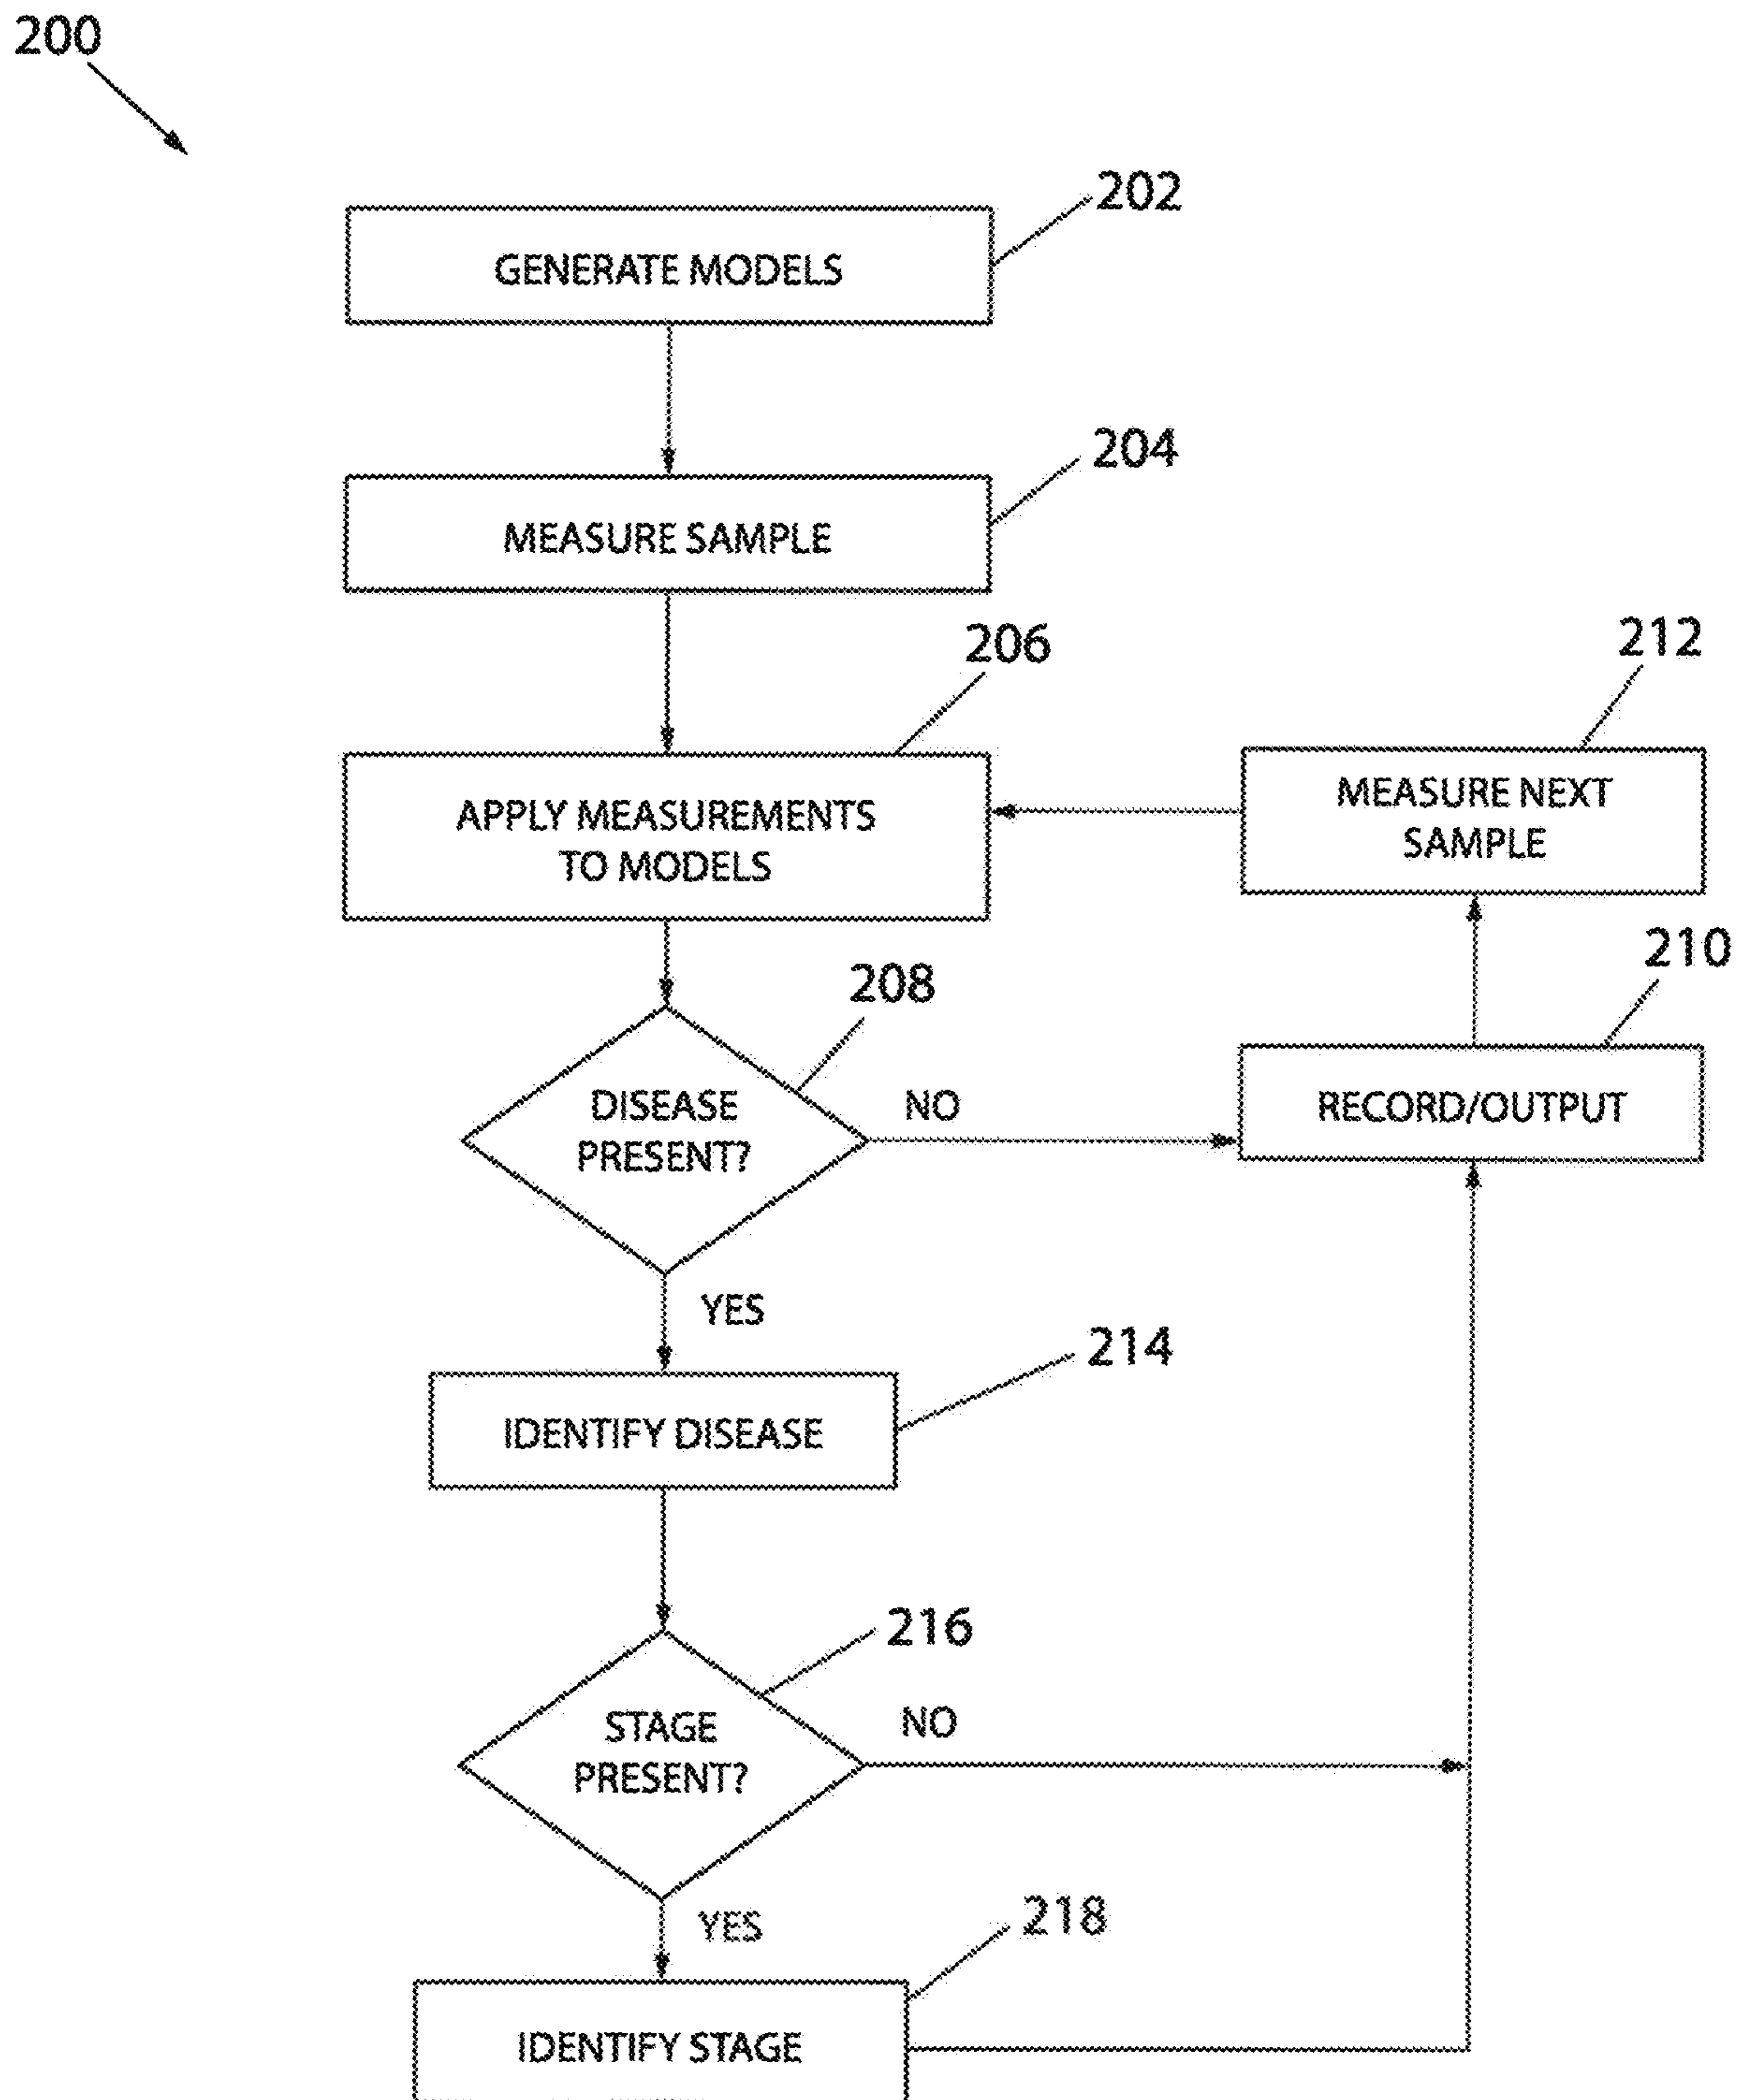 200
202
GENERATE MODELS
204
MEASURE SAMPLE
206
APPLY MEASUREMENTS
TO MODELS
212
MEASURE NEXT
SAMPLE
210
RECORD/OUTPUT
208
DISEASE
PRESENT?
NO
YES
214
IDENTIFY DISEASE
216
STAGE
PRESENT?
NO
YES
218
IDENTIFY STAGE